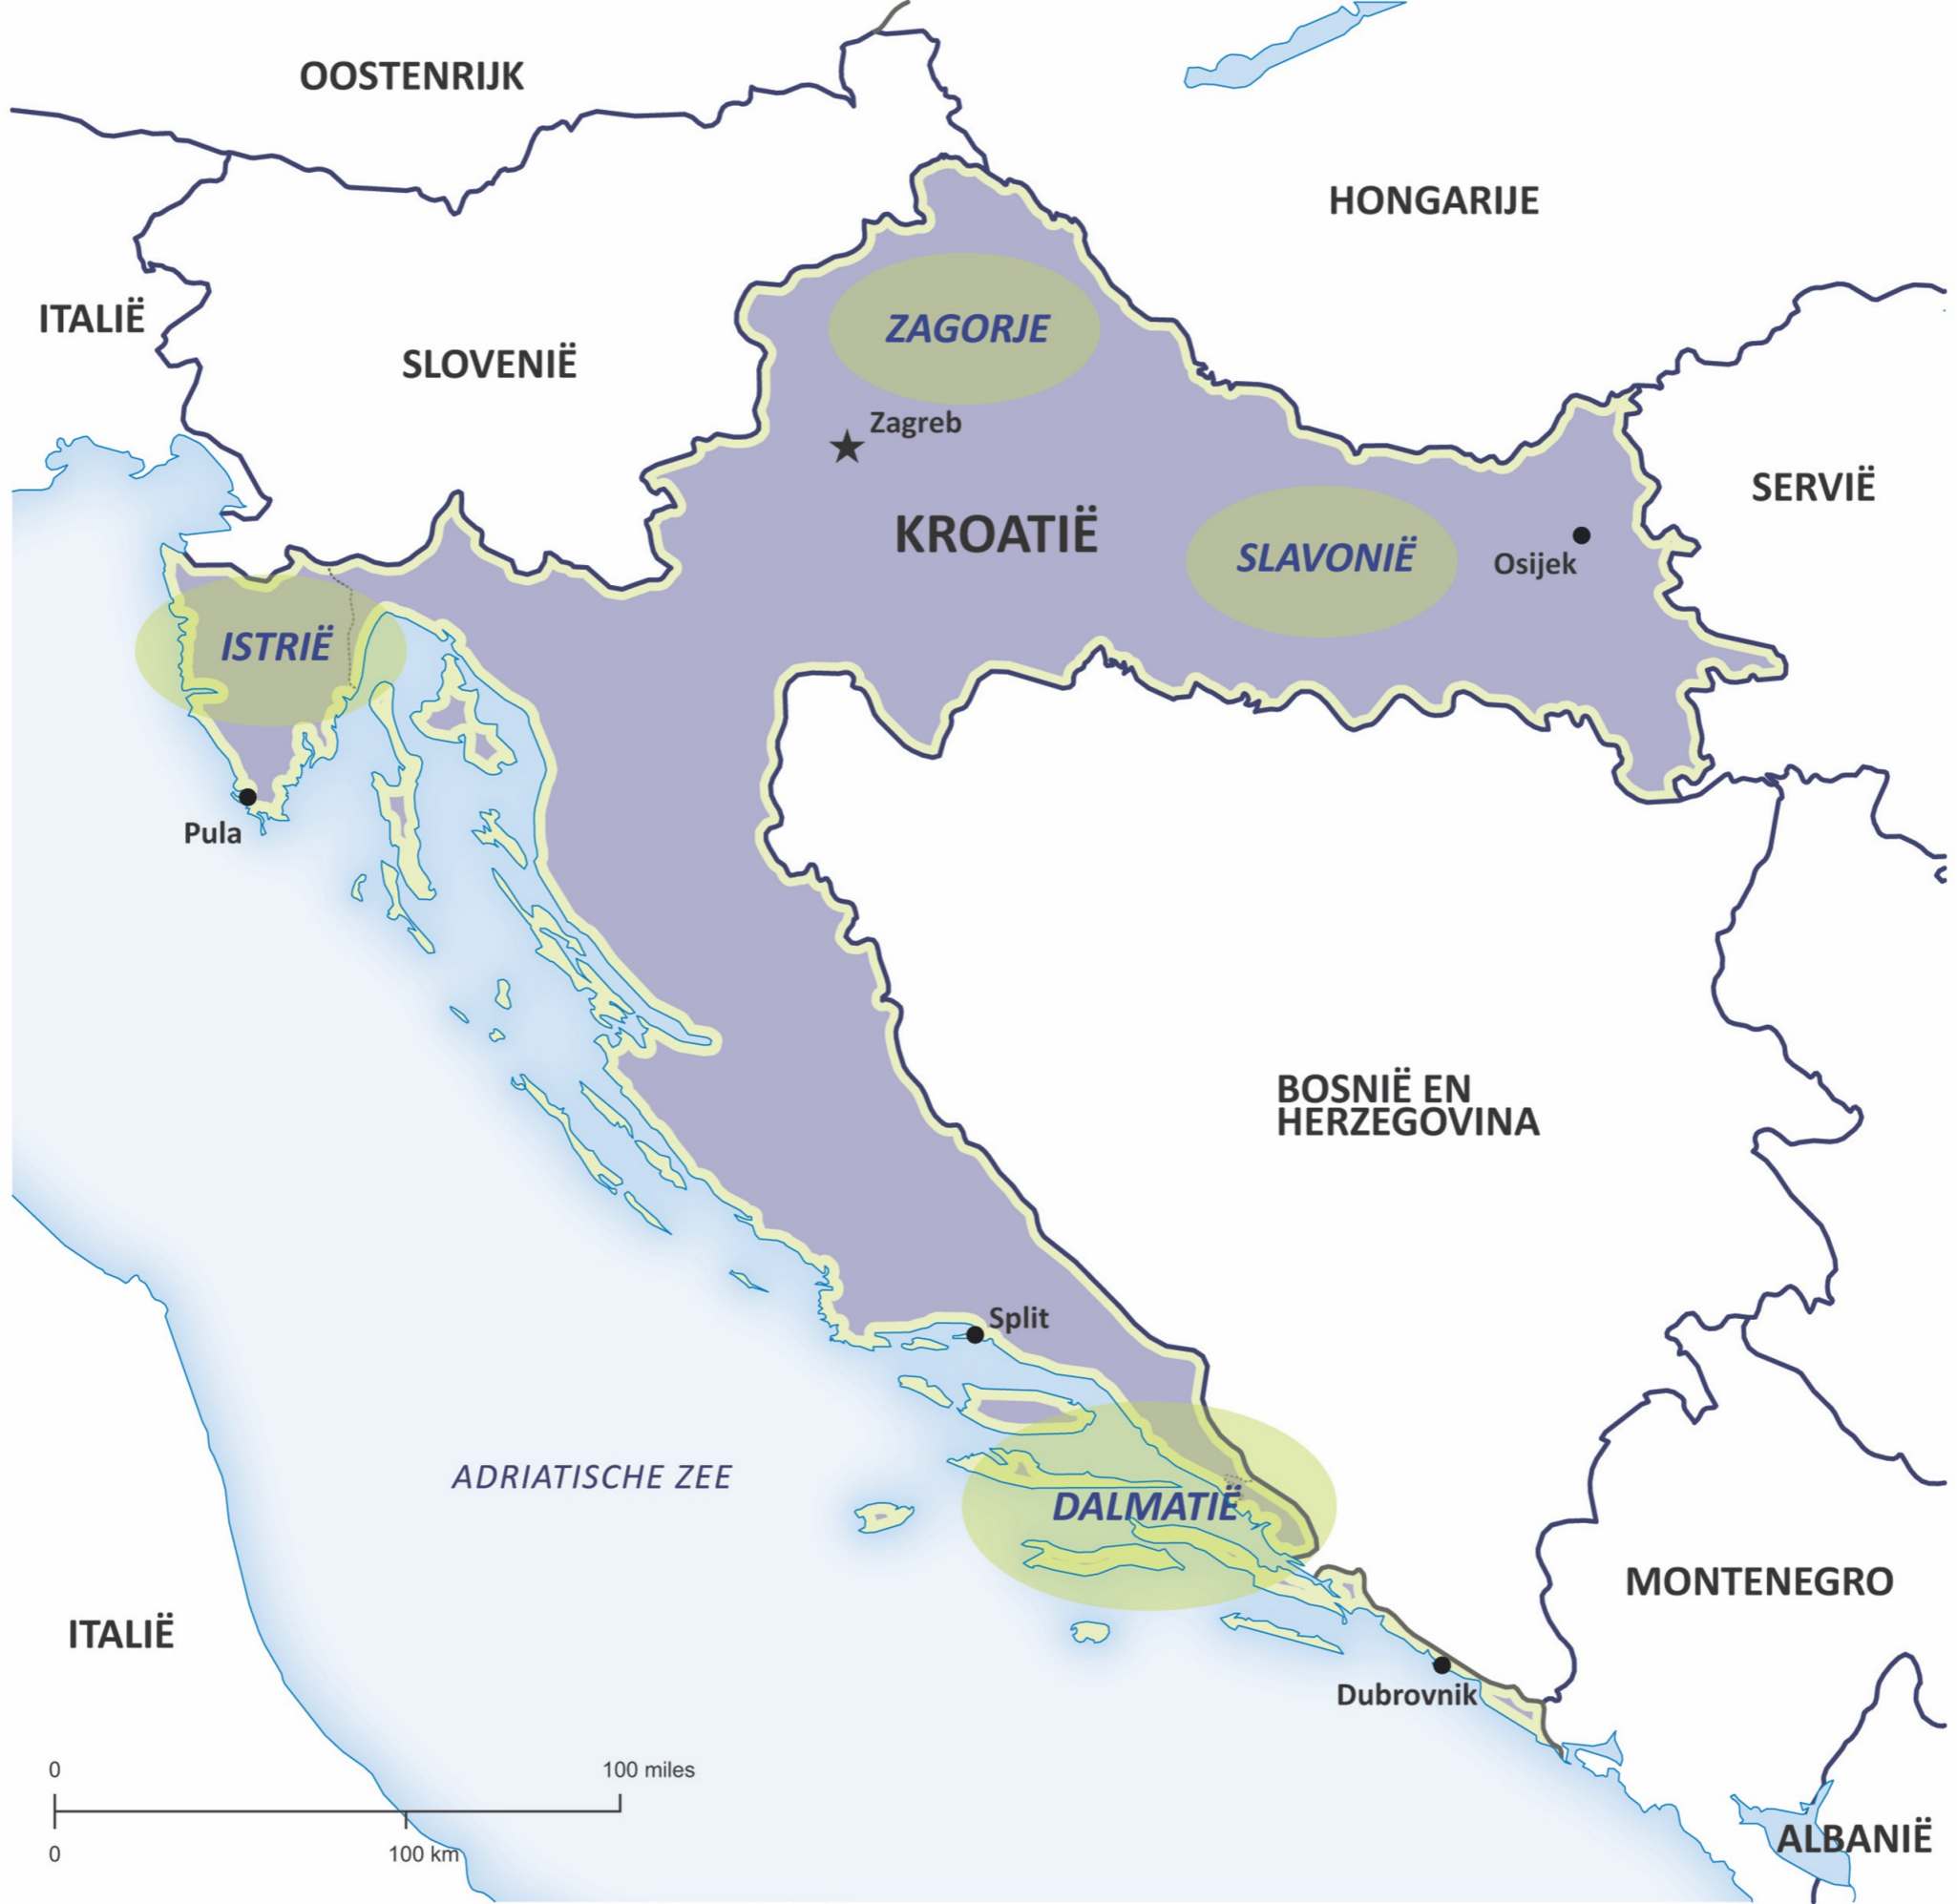 OOSTENRIJK
HONGARIJE
ITALIË
SLOVENIË
ZAGORJE
Zagreb
KROATIË
SERVIË
SLAVONIË
Osijek
ISTRIË
Pula
BOSNIË EN
HERZEGOVINA
Split
ADRIATISCHE ZEE
DALMATIË
MONTENEGRO
ITALIË
Dubrovnik
0
100 miles
0
100 km
ALBANIË